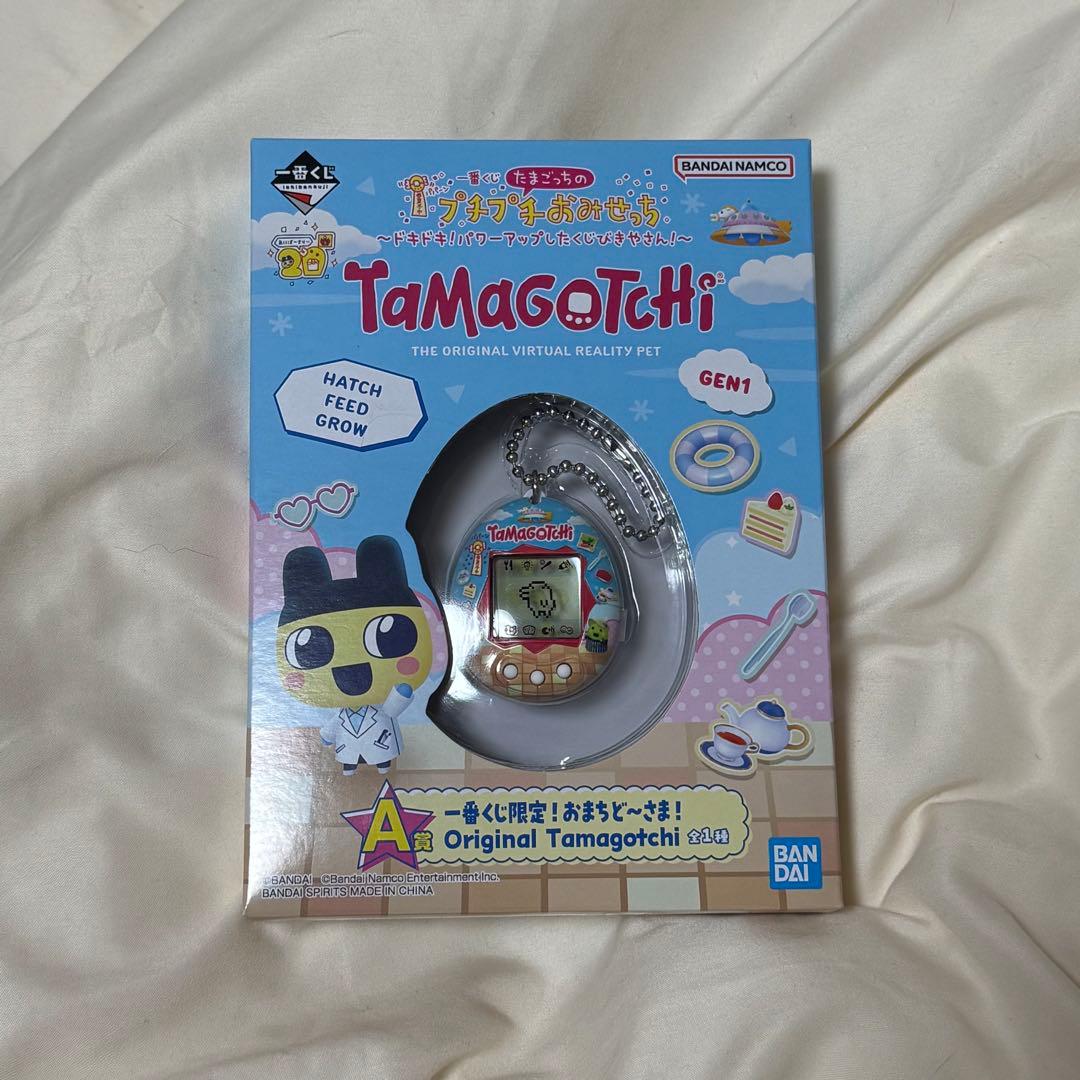 一番くじ
ichibankuji
BANDAI NAMCO
一番くじ たまごっちの
プチプチおみせっち
～ドキドキ！パワーアップしたくじびきやさん！～
20
TAMAGOTCHI
THE ORIGINAL VIRTUAL REALITY PET
HATCH
FEED
GROW
GEN1
TAMAGOTCHI
A賞
一番くじ限定！おまちど～さま！
Original Tamagotchi 全1種
BAN
DAI
©BANDAI ©Bandai Namco Entertainment Inc.
BANDAI SPIRITS MADE IN CHINA